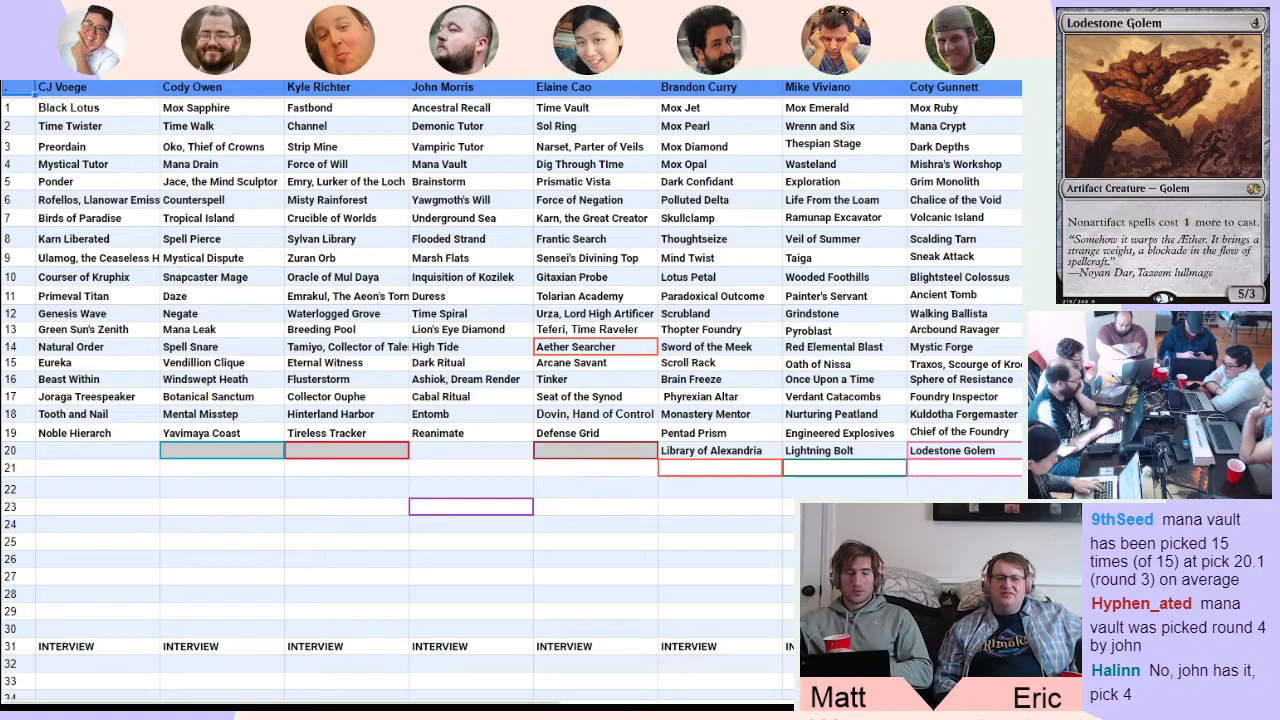 . CJ Voege Cody Owen Kyle Richter John Morris Elaine Cao Brandon Curry Mike Viviano Coty Gunnett
1 Black Lotus Mox Sapphire Fastbond Ancestral Recall Time Vault Mox Jet Mox Emerald Mox Ruby
2 Time Twister Time Walk Channel Demonic Tutor Sol Ring Mox Pearl Wrenn and Six Mana Crypt
3 Preordain Oko, Thief of Crowns Strip Mine Vampiric Tutor Narset, Parter of Veils Mox Diamond Thespian Stage Dark Depths
4 Mystical Tutor Mana Drain Force of Will Mana Vault Dig Through TIme Mox Opal Wasteland Mishra's Workshop
5 Ponder Jace, the Mind Sculptor Emry, Lurker of the Loch Brainstorm Prismatic Vista Dark Confidant Exploration Grim Monolith
6 Rofellos, Llanowar Emiss Counterspell Misty Rainforest Yawgmoth's Will Force of Negation Polluted Delta Life From the Loam Chalice of the Void
7 Birds of Paradise Tropical Island Crucible of Worlds Underground Sea Karn, the Great Creator Skullclamp Ramunap Excavator Volcanic Island
8 Karn Liberated Spell Pierce Sylvan Library Flooded Strand Frantic Search Thoughtseize Veil of Summer Scalding Tarn
9 Ulamog, the Ceaseless H Mystical Dispute Zuran Orb Marsh Flats Sensei's Divining Top Mind Twist Taiga Sneak Attack
10 Courser of Kruphix Snapcaster Mage Oracle of Mul Daya Inquisition of Kozilek Gitaxian Probe Lotus Petal Wooded Foothills Blightsteel Colossus
11 Primeval Titan Daze Emrakul, The Aeon's Torn Duress Tolarian Academy Paradoxical Outcome Painter's Servant Ancient Tomb
12 Genesis Wave Negate Waterlogged Grove Time Spiral Urza, Lord High Artificer Scrubland Grindstone Walking Ballista
13 Green Sun's Zenith Mana Leak Breeding Pool Lion's Eye Diamond Teferi, Time Raveler Thopter Foundry Pyroblast Arcbound Ravager
14 Natural Order Spell Snare Tamiyo, Collector of Tale High Tide Aether Searcher Sword of the Meek Red Elemental Blast Mystic Forge
15 Eureka Vendillion Clique Eternal Witness Dark Ritual Arcane Savant Scroll Rack Oath of Nissa Traxos, Scourge of Kro
16 Beast Within Windswept Heath Flusterstorm Ashiok, Dream Render Tinker Brain Freeze Once Upon a Time Sphere of Resistance
17 Joraga Treespeaker Botanical Sanctum Collector Ouphe Cabal Ritual Seat of the Synod Phyrexian Altar Verdant Catacombs Foundry Inspector
18 Tooth and Nail Mental Misstep Hinterland Harbor Entomb Dovin, Hand of Control Monastery Mentor Nurturing Peatland Kuldotha Forgemaster
19 Noble Hierarch Yavimaya Coast Tireless Tracker Reanimate Defense Grid Pentad Prism Engineered Explosives Chief of the Foundry
20 Library of Alexandria Lightning Bolt Lodestone Golem
21
22
23
24
25
26
27
28
29
30
31 INTERVIEW INTERVIEW INTERVIEW INTERVIEW INTERVIEW INTERVIEW IN
32
33
34
Lodestone Golem 4
Artifact Creature — Golem
Nonartifact spells cost 1 more to cast.
"Somehow it warps the Æther. It brings a
strange weight, a blockade in the flow of
spellcraft."
—Noyan Dar, Tazeem lullmage
5/3
9thSeed mana vault
has been picked 15
times (of 15) at pick 20.1
(round 3) on average
Hyphen_ated mana
vault was picked round 4
by john
Halinn No, john has it,
pick 4
Matt Eric